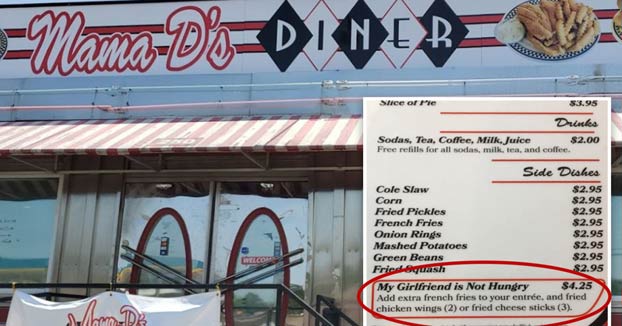 Mama D's DINER
WELCOME
Mama D's
Slice of Pie $3.95
Drinks
Sodas, Tea, Coffee, Milk, Juice $2.00
Free refills for all sodas, milk, tea, and coffee.
Side Dishes
Cole Slaw $2.95
Corn $2.95
Fried Pickles $2.95
French Fries $2.95
Onion Rings $2.95
Mashed Potatoes $2.95
Green Beans $2.95
Fried Squash $2.95
My Girlfriend is Not Hungry $4.25
Add extra french fries to your entrée, and fried
chicken wings (2) or fried cheese sticks (3).